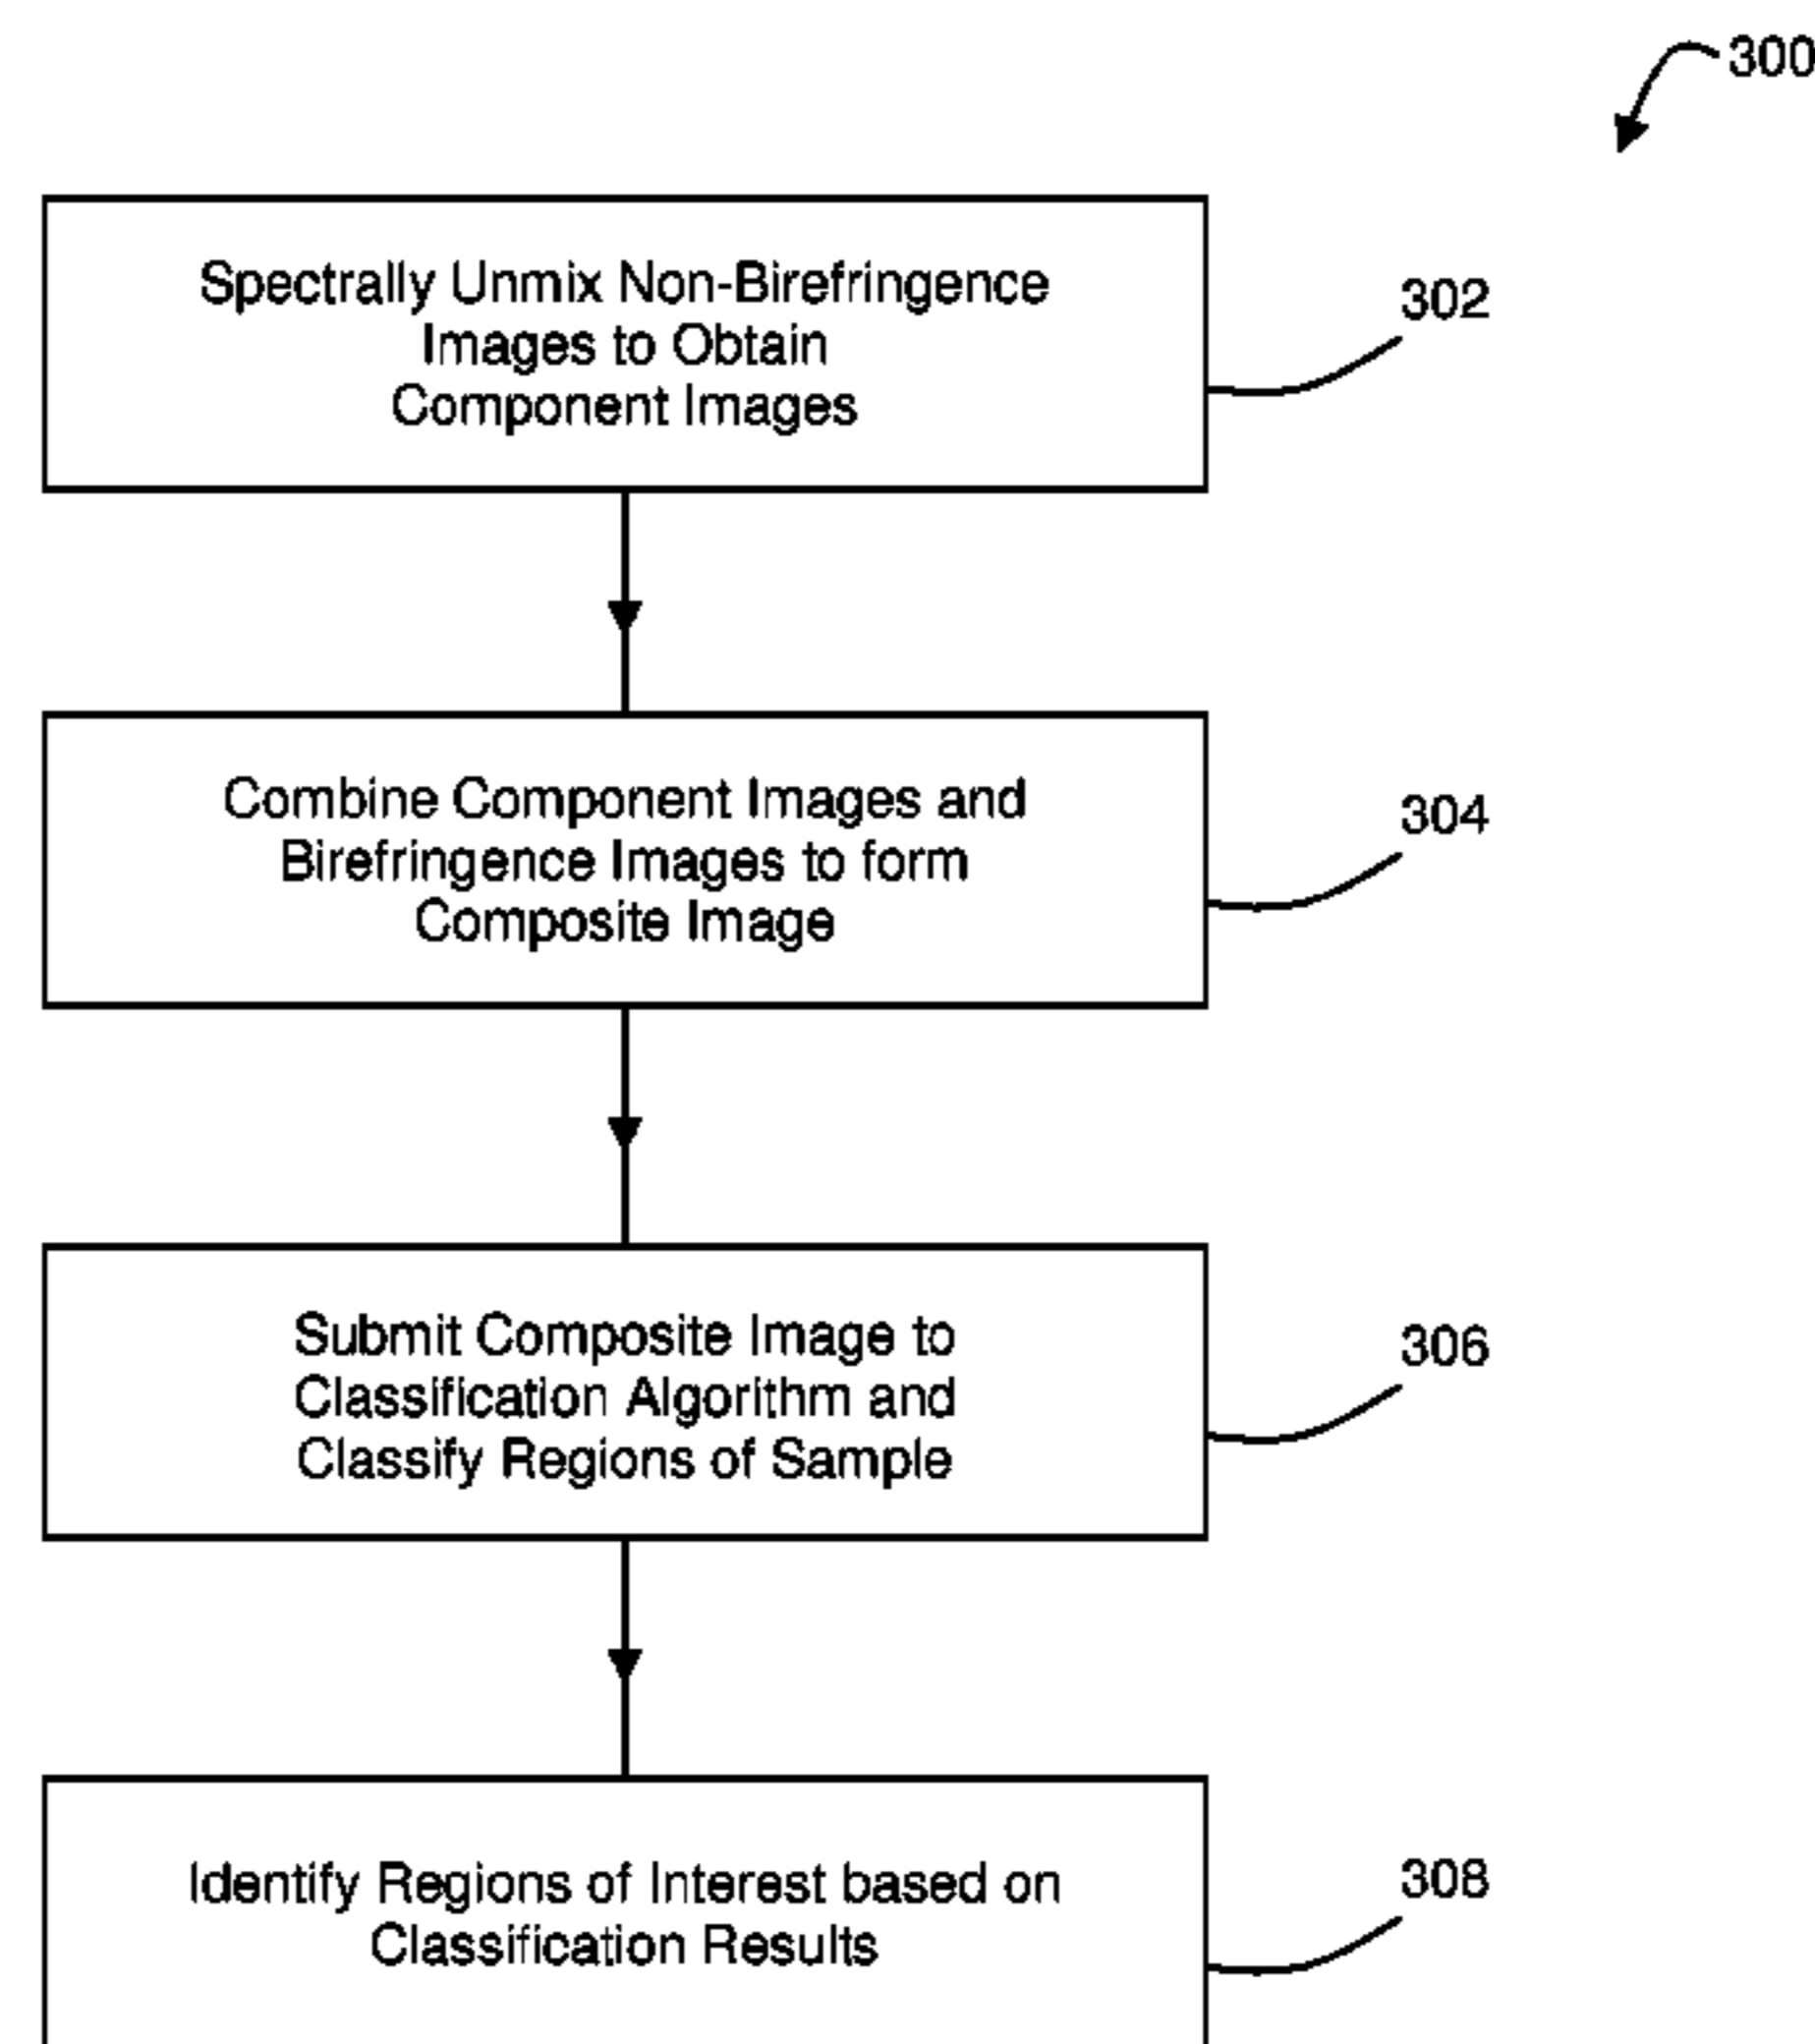 300
Spectrally Unmix Non-Birefringence
Images to Obtain
Component Images
302
Combine Component Images and
Birefringence Images to form
Composite Image
304
Submit Composite Image to
Classification Algorithm and
Classify Regions of Sample
306
Identify Regions of Interest based on
Classification Results
308